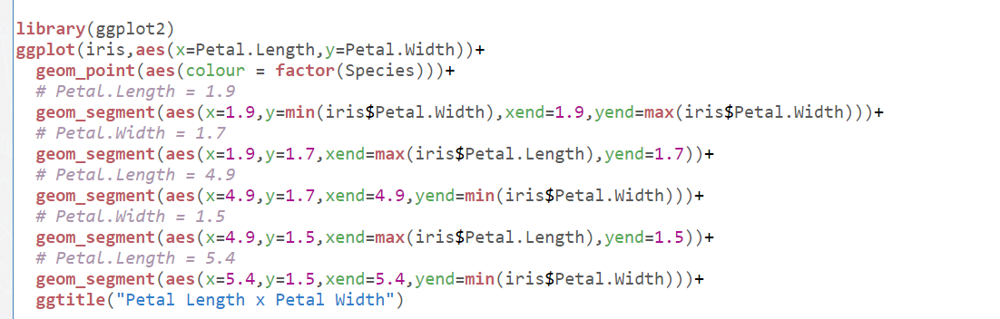 library(ggplot2)
ggplot(iris,aes(x=Petal.Length,y=Petal.Width))+
  geom_point(aes(colour = factor(Species)))+
  # Petal.Length = 1.9
  geom_segment(aes(x=1.9,y=min(iris$Petal.Width),xend=1.9,yend=max(iris$Petal.Width)))+
  # Petal.Width = 1.7
  geom_segment(aes(x=1.9,y=1.7,xend=max(iris$Petal.Length),yend=1.7))+
  # Petal.Length = 4.9
  geom_segment(aes(x=4.9,y=1.7,xend=4.9,yend=min(iris$Petal.Width)))+
  # Petal.Width = 1.5
  geom_segment(aes(x=4.9,y=1.5,xend=max(iris$Petal.Length),yend=1.5))+
  # Petal.Length = 5.4
  geom_segment(aes(x=5.4,y=1.5,xend=5.4,yend=min(iris$Petal.Width)))+
  ggtitle("Petal Length x Petal Width")